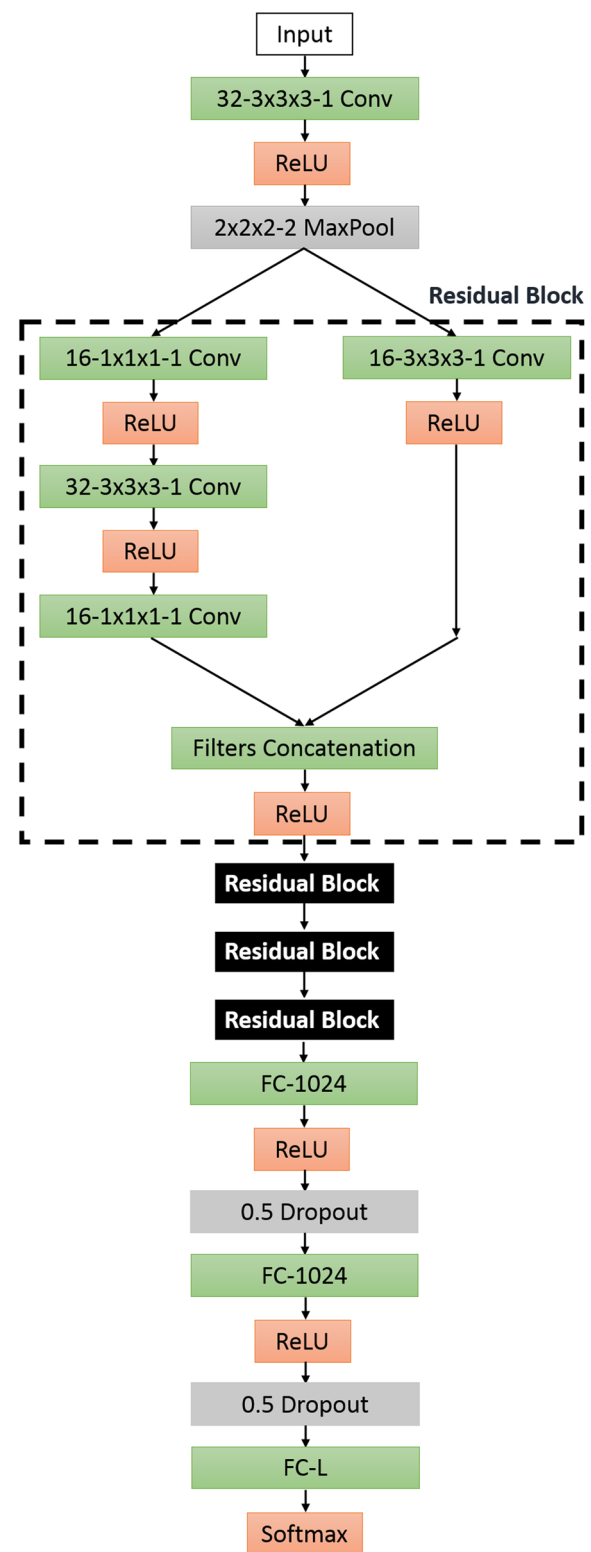 Input
32-3x3x3-1 Conv
ReLU
2x2x2-2 MaxPool
Residual Block
16-1x1x1-1 Conv
16-3x3x3-1 Conv
ReLU
ReLU
32-3x3x3-1 Conv
ReLU
16-1x1x1-1 Conv
Filters Concatenation
ReLU
Residual Block
Residual Block
Residual Block
FC-1024
ReLU
0.5 Dropout
FC-1024
ReLU
0.5 Dropout
FC-L
Softmax